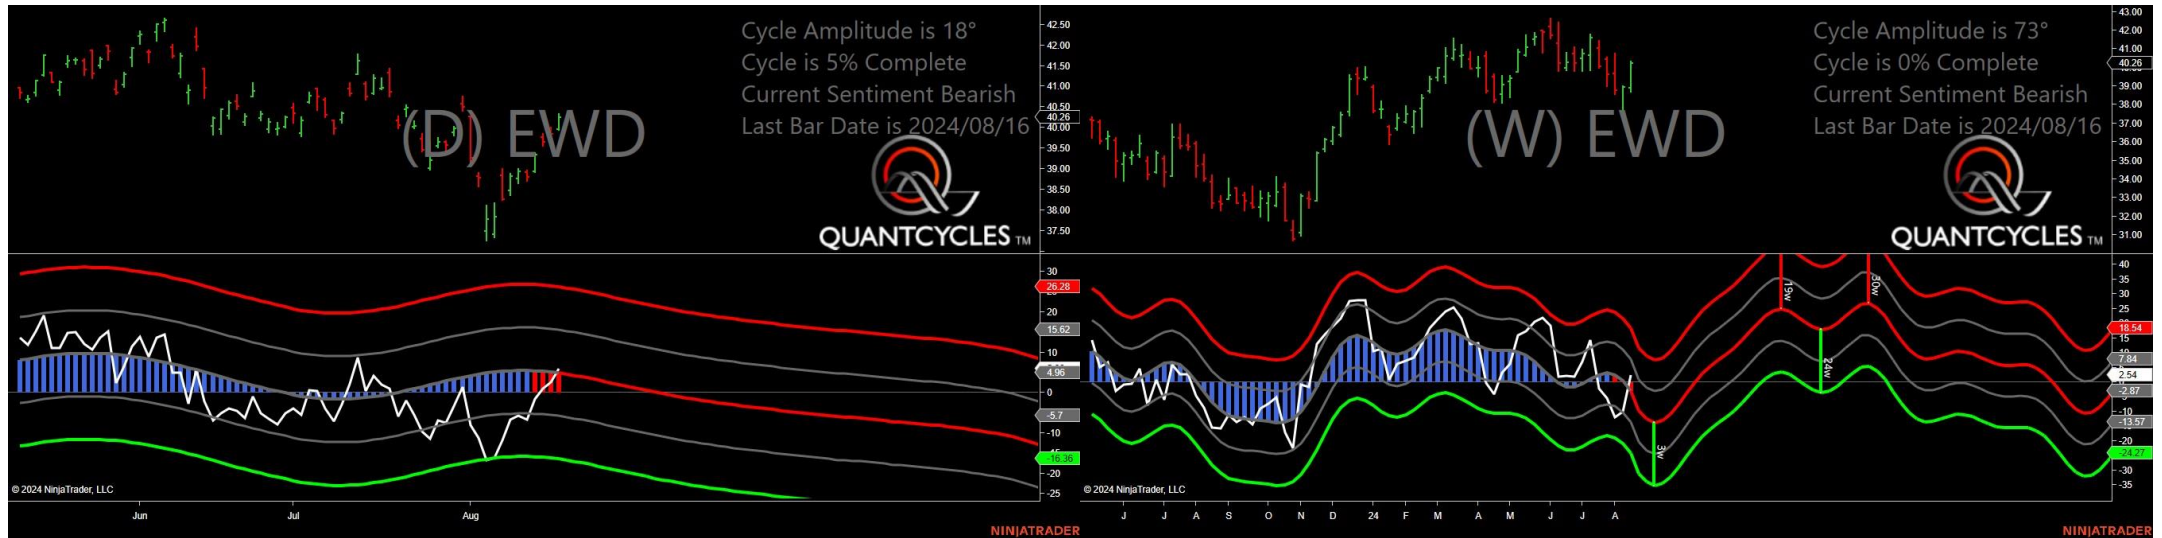 Cycle Amplitude is 18°
Cycle is 5% Complete
Current Sentiment Bearish
Last Bar Date is 2024/08/16
(D) EWD
QUANTCYCLES TM
42.50
42.00
41.50
41.00
40.50
40.26
40.00
39.50
39.00
38.50
38.00
37.50
30
26.28
20
15.62
10
4.96
0
-5.7
-10
-16.36
-20
-25
© 2024 NinjaTrader, LLC
Jun Jul Aug
NINJATRADER
Cycle Amplitude is 73°
Cycle is 0% Complete
Current Sentiment Bearish
Last Bar Date is 2024/08/16
(W) EWD
QUANTCYCLES TM
43.00
42.00
41.00
40.26
39.00
38.00
37.00
36.00
35.00
34.00
33.00
32.00
31.00
19w
30w
24w
3w
40
35
30
25
18.54
15
7.84
2.54
-2.87
-10
-13.57
-20
-24.27
-30
-35
© 2024 NinjaTrader, LLC
J J A S O N D 24 F M A M J J A
NINJATRADER